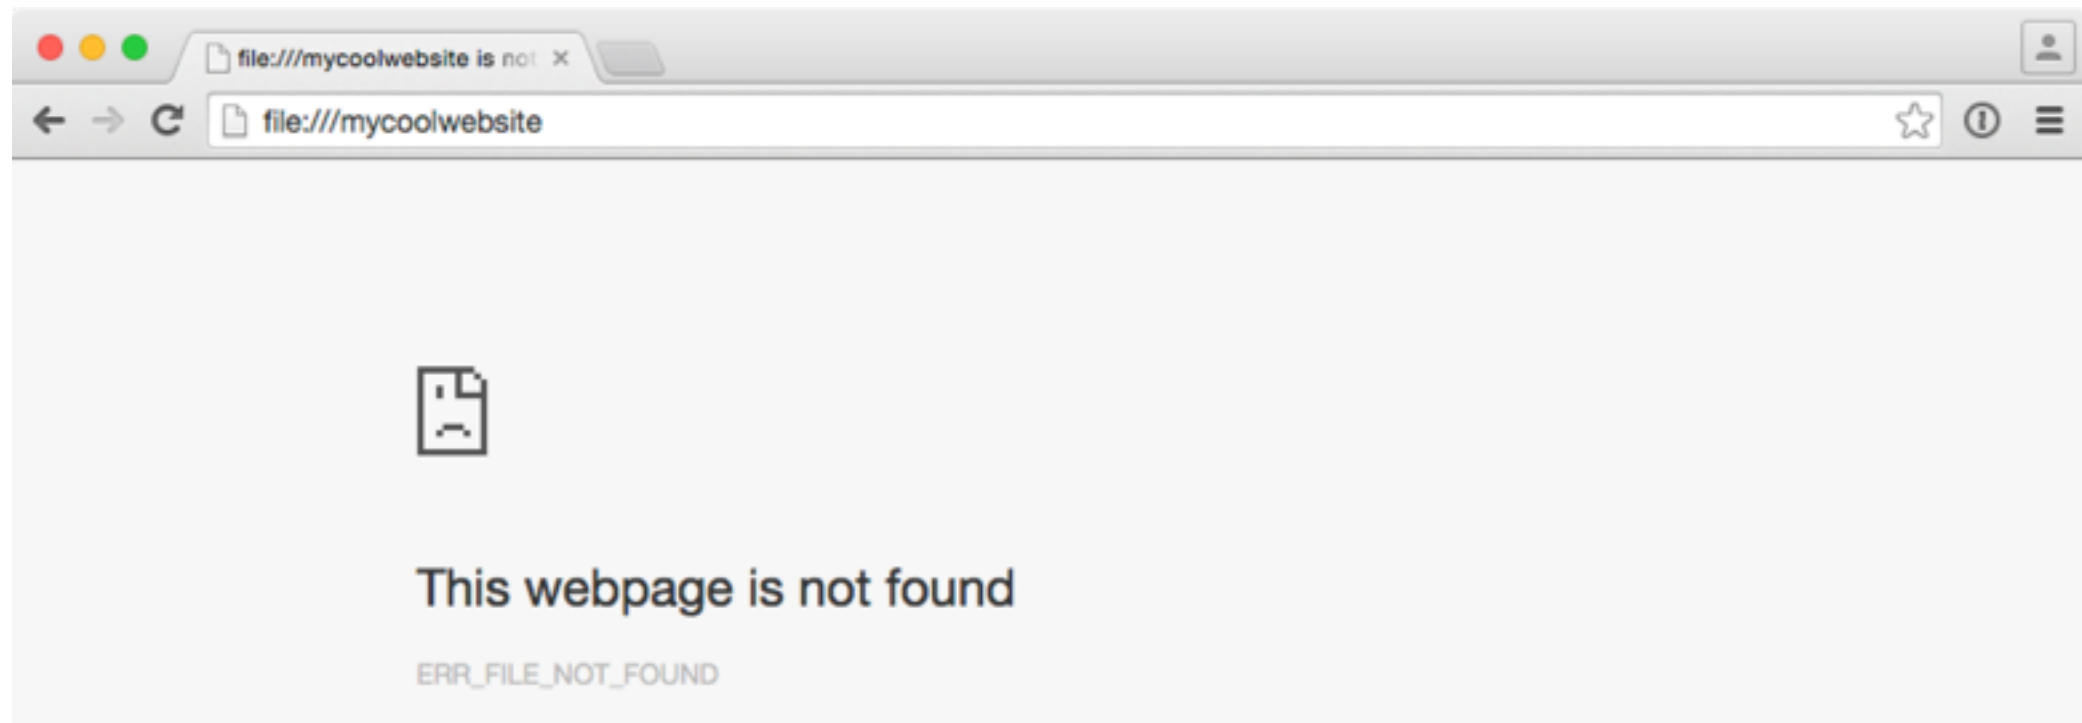 file:///mycoolwebsite is not
file:///mycoolwebsite
This webpage is not found
ERR_FILE_NOT_FOUND